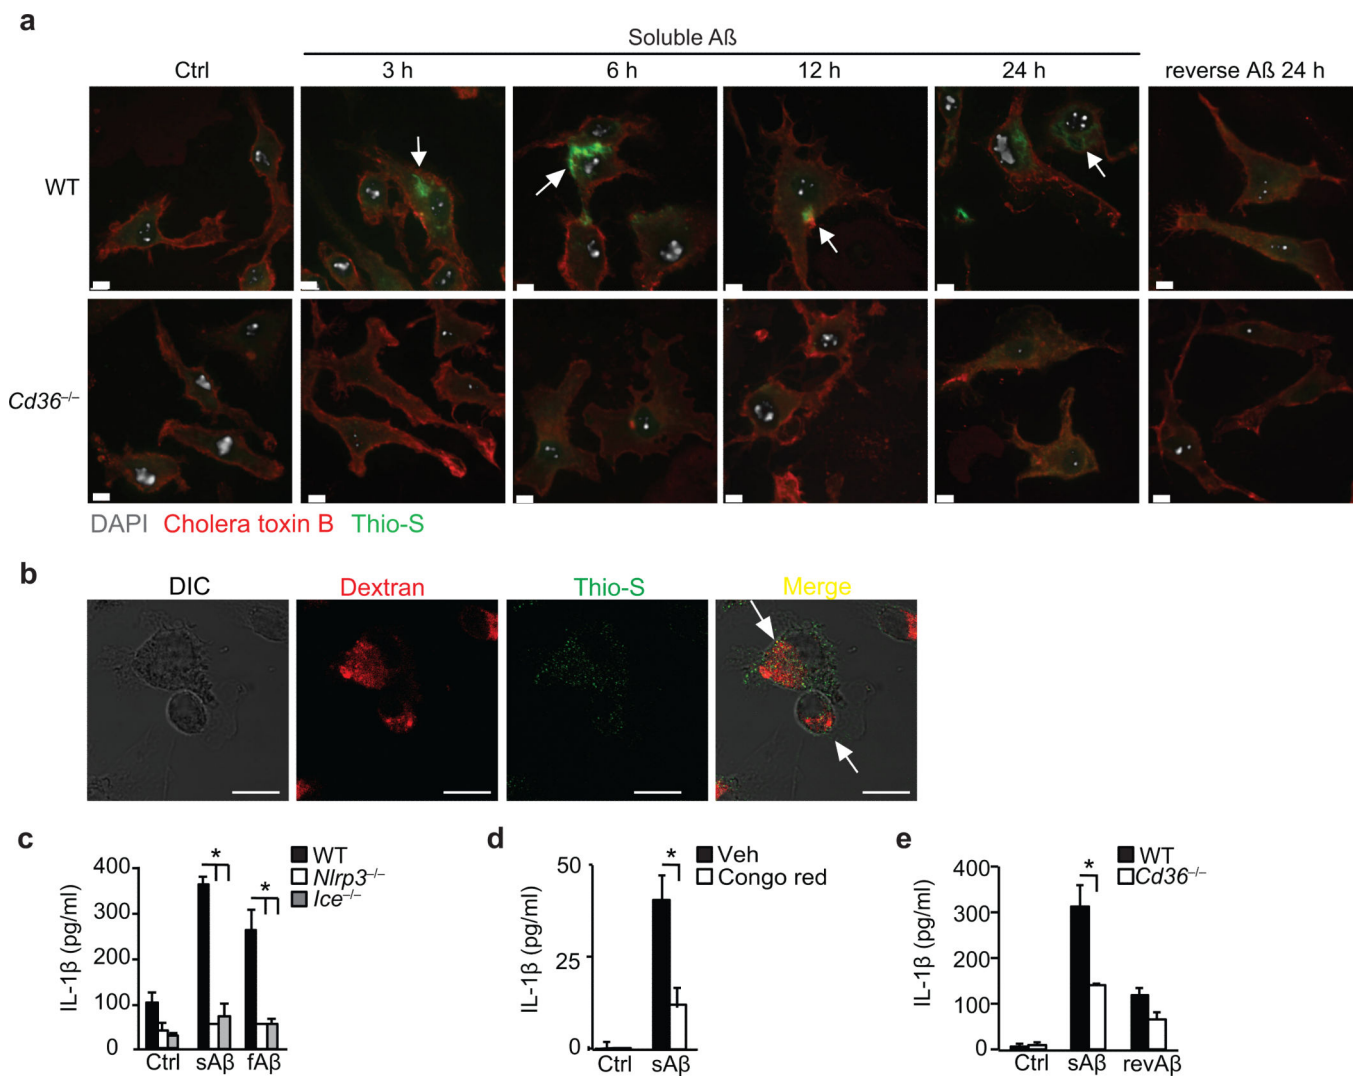 a
Soluble Aß
Ctrl 3 h 6 h 12 h 24 h reverse Aß 24 h
WT
Cd36–/–
DAPI Cholera toxin B Thio-S
b
DIC Dextran Thio-S Merge
c
WT
Nlrp3–/–
Ice–/–
*
*
IL-1β (pg/ml)
400
300
200
100
0
Ctrl sAβ fAβ
d
Veh
Congo red
*
IL-1β (pg/ml)
50
25
0
Ctrl sAβ
e
WT
Cd36–/–
*
IL-1β (pg/ml)
400
300
200
100
0
Ctrl sAβ revAβ